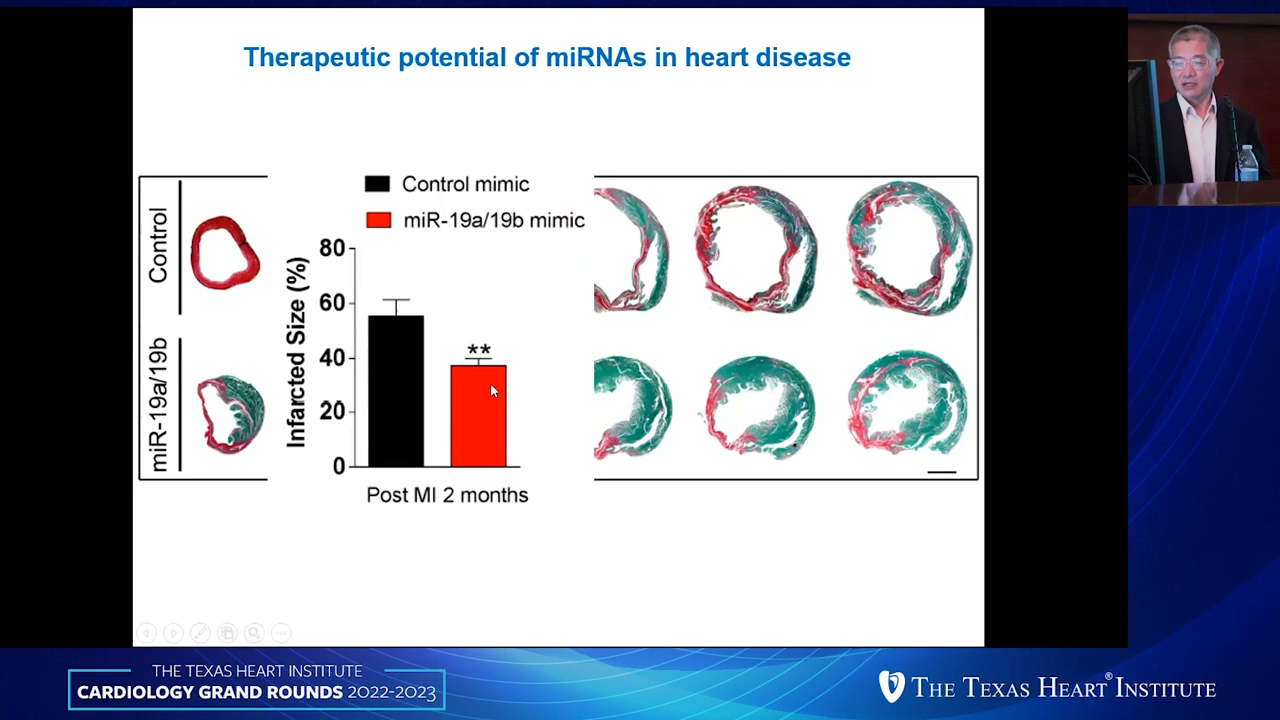 Therapeutic potential of miRNAs in heart disease
Control
miR-19a/19b
Control mimic
miR-19a/19b mimic
Infarcted Size (%)
80
60
40
20
0
**
Post MI 2 months
THE TEXAS HEART INSTITUTE
CARDIOLOGY GRAND ROUNDS 2022-2023
THE TEXAS HEART® INSTITUTE